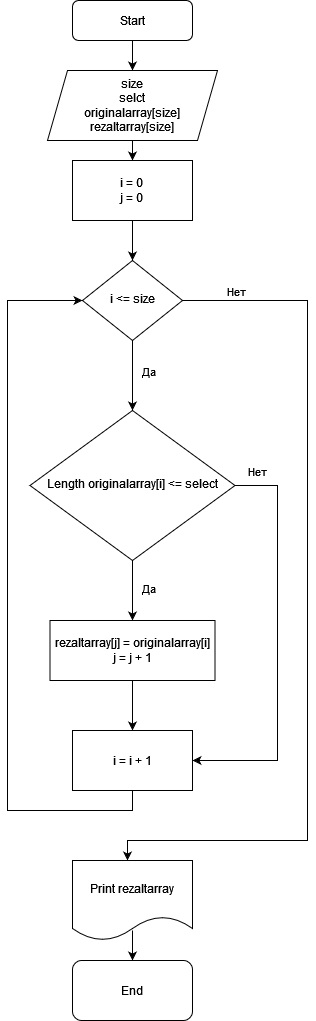 Start
size
selct
originalarray[size]
rezaltarray[size]
i = 0
j = 0
i <= size
Нет
Да
Length originalarray[i] <= select
Нет
Да
rezaltarray[j] = originalarray[i]
j = j + 1
i = i + 1
Print rezaltarray
End